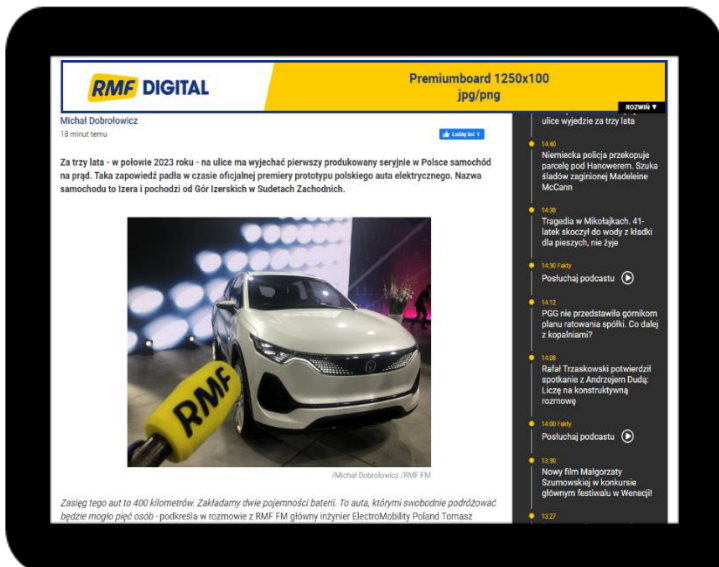 RMF DIGITAL
Premiumboard 1250x100
jpg/png
ROZWIŃ ▼
Michał Dobrołowicz
18 minut temu
Lubię to! 1
Za trzy lata - w połowie 2023 roku - na ulice ma wyjechać pierwszy produkowany seryjnie w Polsce samochód
na prąd. Taka zapowiedź padła w czasie oficjalnej premiery prototypu polskiego auta elektrycznego. Nazwa
samochodu to Izera i pochodzi od Gór Izerskich w Sudetach Zachodnich.
RMF
/Michał Dobrołowicz /RMF FM
Zasięg tego aut to 400 kilometrów. Zakładamy dwie pojemności baterii. To auta, którymi swobodnie podróżować
będzie mogło pięć osób - podkreśla w rozmowie z RMF FM główny inżynier ElectroMobility Poland Tomasz
ulice wyjedzie za trzy lata
14:40
Niemiecka policja przekopuje
parcelę pod Hanowerem. Szuka
śladów zaginionej Madeleine
McCann
14:38
Tragedia w Mikołajkach. 41-
latek skoczył do wody z kładki
dla pieszych, nie żyje
14:30 Fakty
Posłuchaj podcastu
14:12
PGG nie przedstawiła górnikom
planu ratowania spółki. Co dalej
z kopalniami?
14:08
Rafał Trzaskowski potwierdził
spotkanie z Andrzejem Dudą:
Liczę na konstruktywną
rozmowę
14:00 Fakty
Posłuchaj podcastu
13:30
Nowy film Małgorzaty
Szumowskiej w konkursie
głównym festiwalu w Wenecji!
13:27